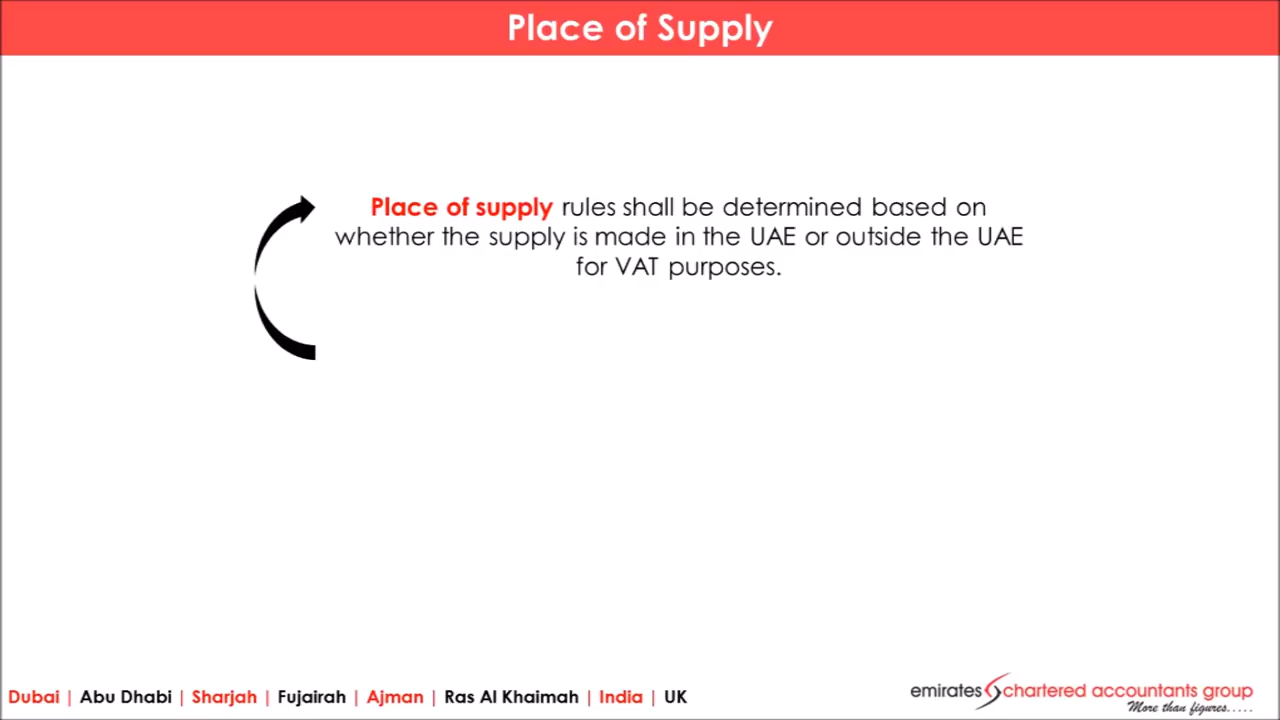 Place of Supply
Place of supply rules shall be determined based on
whether the supply is made in the UAE or outside the UAE
for VAT purposes.
Dubai | Abu Dhabi | Sharjah | Fujairah | Ajman | Ras Al Khaimah | India | UK
emirates chartered accountants group
More than figures.....